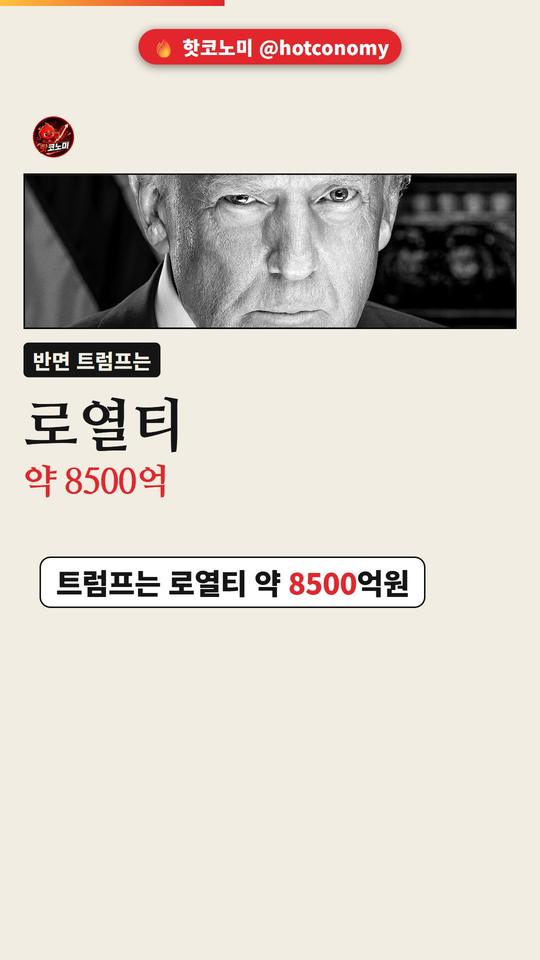 핫코노미 @hotconomy
핫코노미
반면 트럼프는
로열티
약 8500억
트럼프는 로열티 약 8500억원